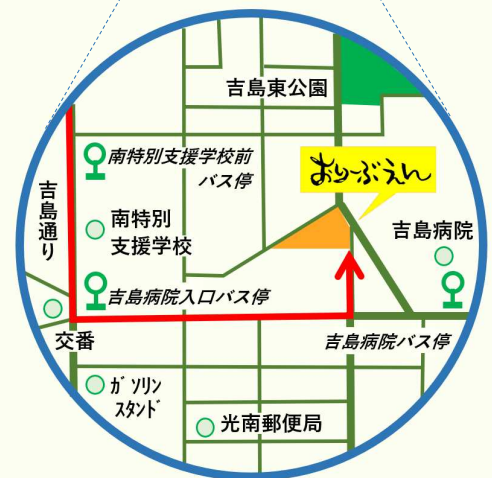 吉島東公園
南特別支援学校前
バス停
おりーぶえん
吉島通り
南特別
支援学校
吉島病院
吉島病院入口バス停
交番
吉島病院バス停
ガソリン
スタンド
光南郵便局